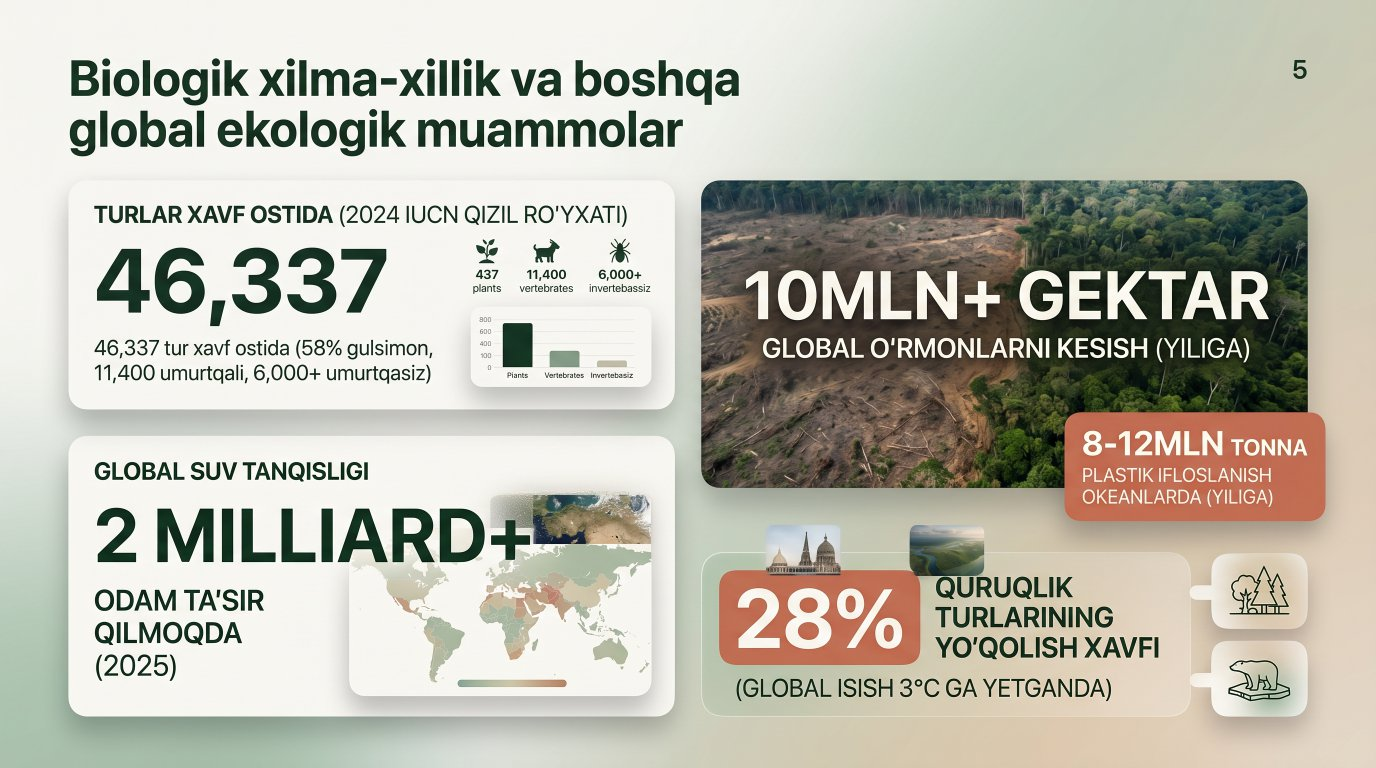 Biologik xilma-xillik va boshqa
global ekologik muammolar
5
TURLAR XAVF OSTIDA (2024 IUCN QIZIL RO'YXATI)
46,337
437
plants
11,400
vertebrates
6,000+
invertebassiz
46,337 tur xavf ostida (58% gulsimon,
11,400 umurtqali, 6,000+ umurtqasiz)
800
600
400
100
0
Plants
Vertebrates
Invertebasiz
10MLN+ GEKTAR
GLOBAL O'RMONLARNI KESISH (YILIGA)
8-12MLN TONNA
PLASTIK IFLOSLANISH
OKEANLARDA (YILIGA)
GLOBAL SUV TANQISLIGI
2 MILLIARD+
ODAM TA'SIR
QILMOQDA
(2025)
28%
QURUQLIK
TURLARINING
YO'QOLISH XAVFI
(GLOBAL ISISH 3°C GA YETGANDA)